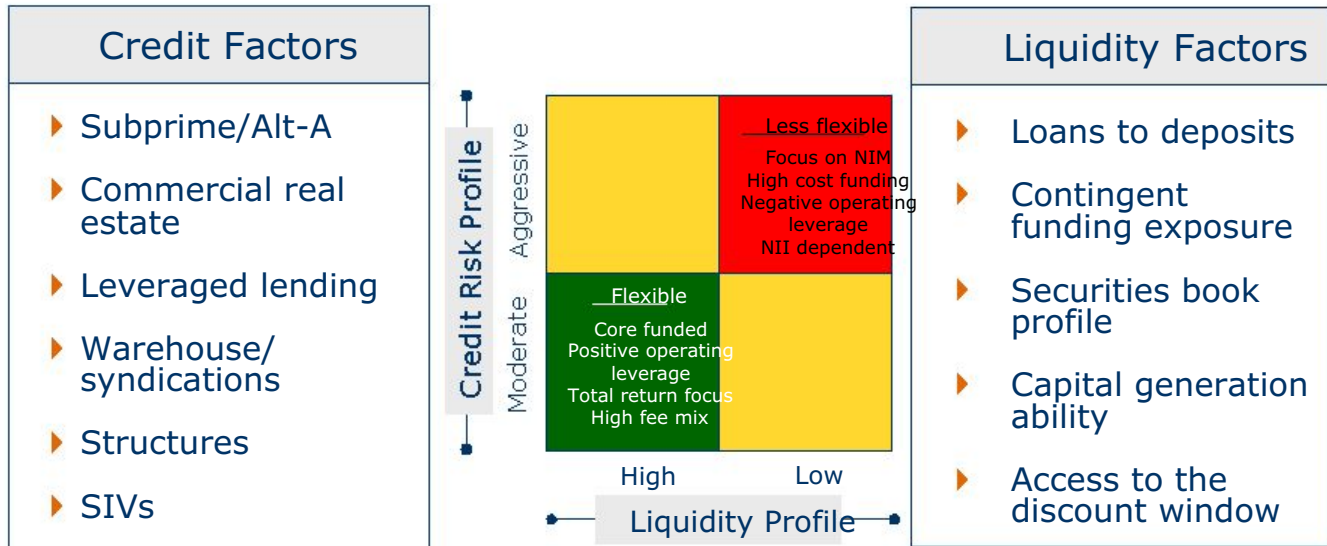 Credit Factors
Subprime/Alt-A
Commercial real
estate
Leveraged lending
Warehouse/
syndications
Structures
SIVs
Credit Risk Profile
Aggressive
Moderate
Less flexible
Focus on NIM
High cost funding
Negative operating
leverage
NII dependent
Flexible
Core funded
Positive operating
leverage
Total return focus
High fee mix
High
Low
Liquidity Profile
Liquidity Factors
Loans to deposits
Contingent
funding exposure
Securities book
profile
Capital generation
ability
Access to the
discount window